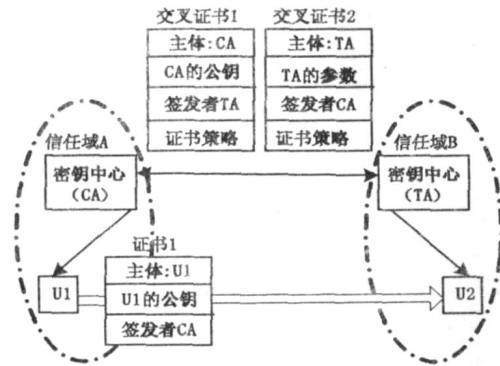 交叉证书1
主体:CA
CA的公钥
签发者TA
证书策略
交叉证书2
主体:TA
TA的参数
签发者CA
证书策略
信任域A
密钥中心
(CA)
信任域B
密钥中心
(TA)
证书1
主体:U1
U1的公钥
签发者CA
U1
U2